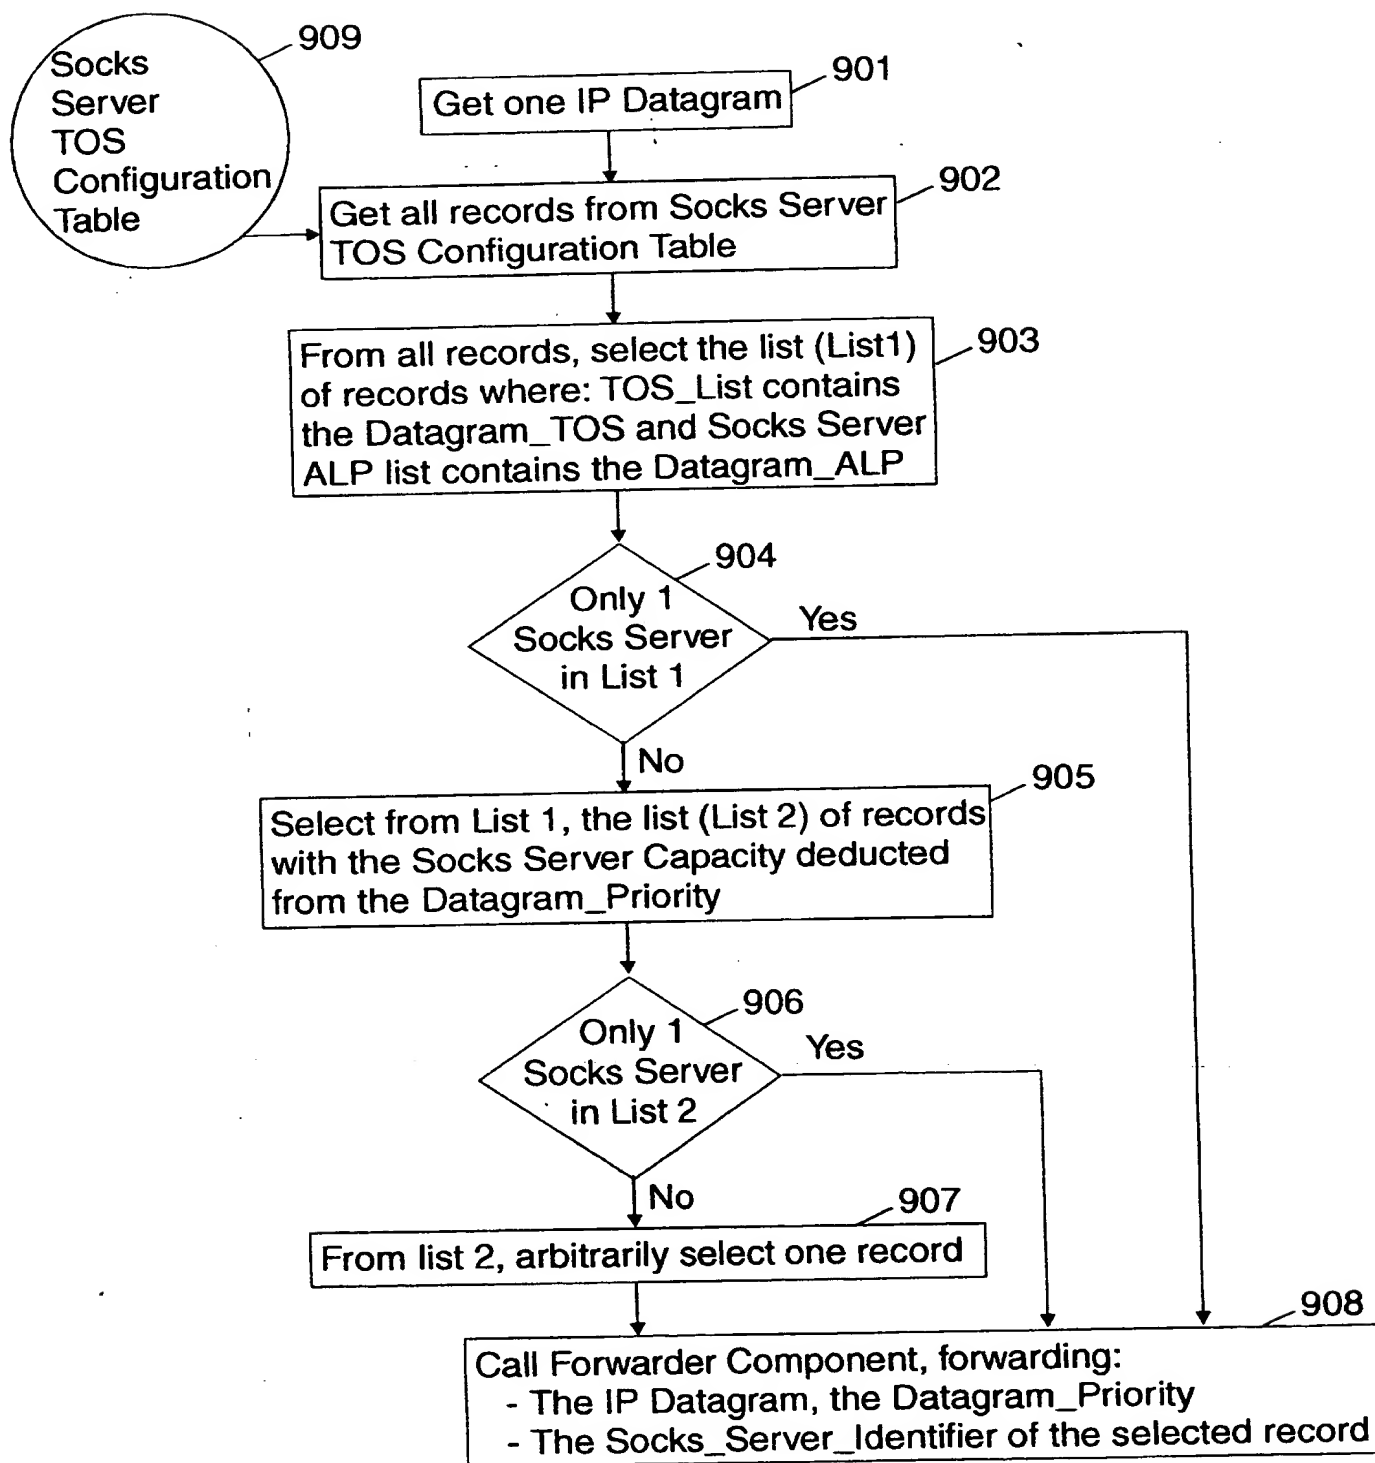 909
Socks
Server
TOS
Configuration
Table
901
Get one IP Datagram
902
Get all records from Socks Server
TOS Configuration Table
903
From all records, select the list (List1)
of records where: TOS_List contains
the Datagram_TOS and Socks Server
ALP list contains the Datagram_ALP
904
Only 1
Socks Server
in List 1
Yes
No
905
Select from List 1, the list (List 2) of records
with the Socks Server Capacity deducted
from the Datagram_Priority
906
Only 1
Socks Server
in List 2
Yes
No
907
From list 2, arbitrarily select one record
908
Call Forwarder Component, forwarding:
- The IP Datagram, the Datagram_Priority
- The Socks_Server_Identifier of the selected record